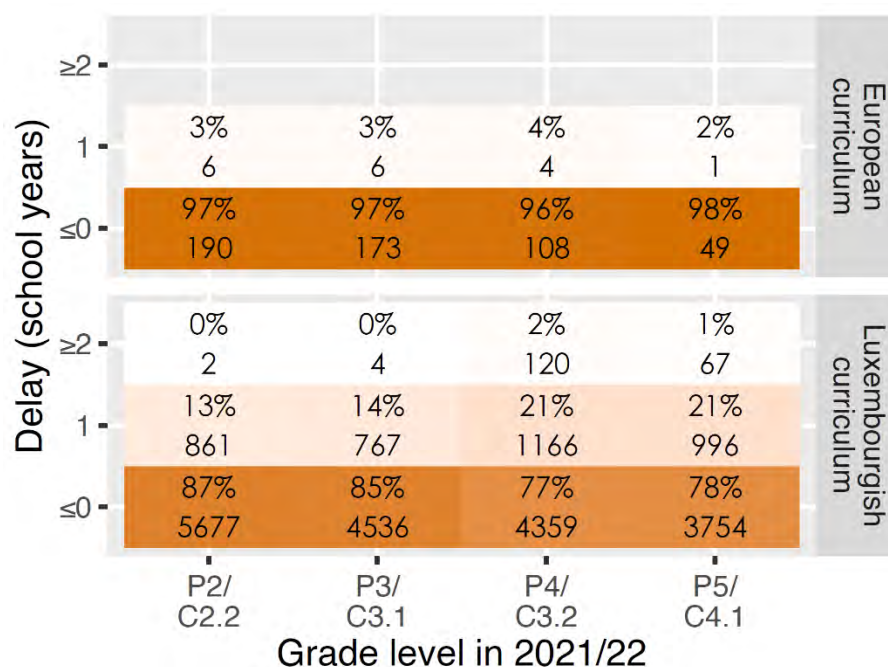 Delay (school years)
≥2
1
≤0
3% 3% 4% 2%
6 6 4 1
97% 97% 96% 98%
190 173 108 49
European
curriculum
≥2
1
≤0
0% 0% 2% 1%
2 4 120 67
13% 14% 21% 21%
861 767 1166 996
87% 85% 77% 78%
5677 4536 4359 3754
Luxembourgish
curriculum
P2/ P3/ P4/ P5/
C2.2 C3.1 C3.2 C4.1
Grade level in 2021/22